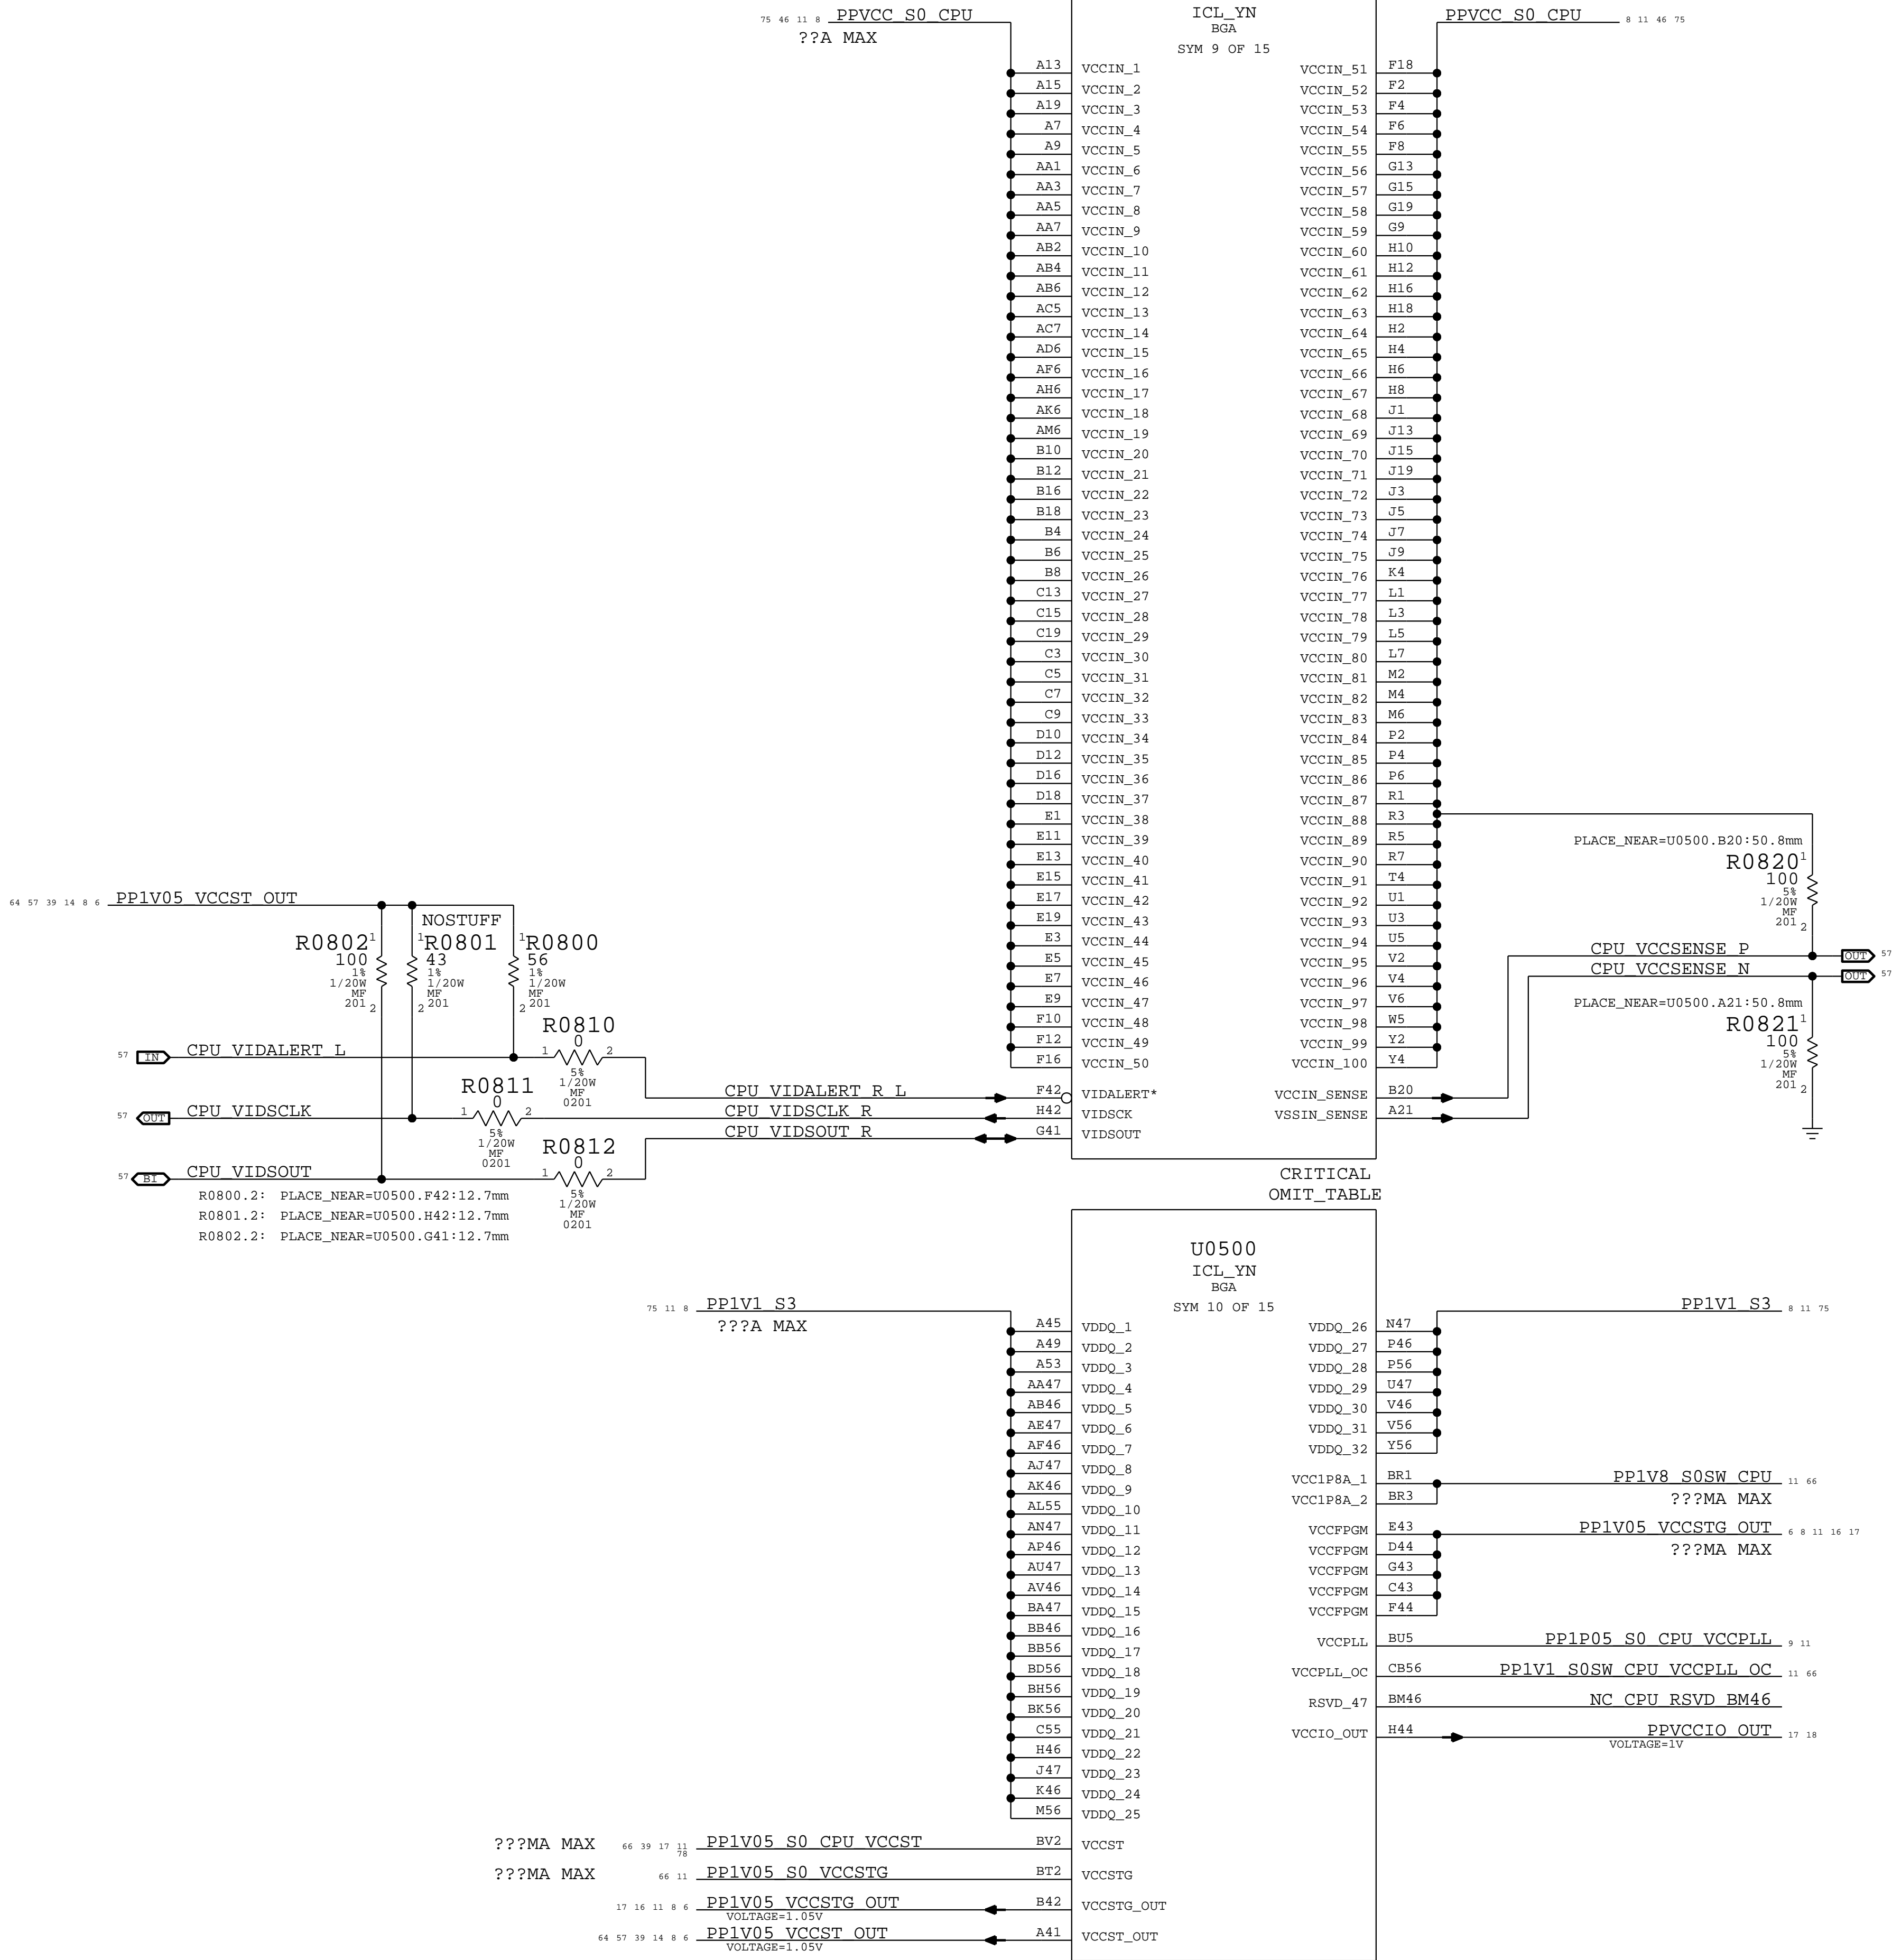 75 46 11 8 PPVCC_S0_CPU
??A MAX
ICL_YN
BGA
SYM 9 OF 15
PPVCC_S0_CPU 8 11 46 75
A13 VCCIN_1 VCCIN_51 F18
A15 VCCIN_2 VCCIN_52 F2
A19 VCCIN_3 VCCIN_53 F4
A7 VCCIN_4 VCCIN_54 F6
A9 VCCIN_5 VCCIN_55 F8
AA1 VCCIN_6 VCCIN_56 G13
AA3 VCCIN_7 VCCIN_57 G15
AA5 VCCIN_8 VCCIN_58 G19
AA7 VCCIN_9 VCCIN_59 G9
AB2 VCCIN_10 VCCIN_60 H10
AB4 VCCIN_11 VCCIN_61 H12
AB6 VCCIN_12 VCCIN_62 H16
AC5 VCCIN_13 VCCIN_63 H18
AC7 VCCIN_14 VCCIN_64 H2
AD6 VCCIN_15 VCCIN_65 H4
AF6 VCCIN_16 VCCIN_66 H6
AH6 VCCIN_17 VCCIN_67 H8
AK6 VCCIN_18 VCCIN_68 J1
AM6 VCCIN_19 VCCIN_69 J13
B10 VCCIN_20 VCCIN_70 J15
B12 VCCIN_21 VCCIN_71 J19
B16 VCCIN_22 VCCIN_72 J3
B18 VCCIN_23 VCCIN_73 J5
B4 VCCIN_24 VCCIN_74 J7
B6 VCCIN_25 VCCIN_75 J9
B8 VCCIN_26 VCCIN_76 K4
C13 VCCIN_27 VCCIN_77 L1
C15 VCCIN_28 VCCIN_78 L3
C19 VCCIN_29 VCCIN_79 L5
C3 VCCIN_30 VCCIN_80 L7
C5 VCCIN_31 VCCIN_81 M2
C7 VCCIN_32 VCCIN_82 M4
C9 VCCIN_33 VCCIN_83 M6
D10 VCCIN_34 VCCIN_84 P2
D12 VCCIN_35 VCCIN_85 P4
D16 VCCIN_36 VCCIN_86 P6
D18 VCCIN_37 VCCIN_87 R1
E1 VCCIN_38 VCCIN_88 R3
E11 VCCIN_39 VCCIN_89 R5
E13 VCCIN_40 VCCIN_90 R7
E15 VCCIN_41 VCCIN_91 T4
E17 VCCIN_42 VCCIN_92 U1
E19 VCCIN_43 VCCIN_93 U3
E3 VCCIN_44 VCCIN_94 U5
E5 VCCIN_45 VCCIN_95 V2
E7 VCCIN_46 VCCIN_96 V4
E9 VCCIN_47 VCCIN_97 V6
F10 VCCIN_48 VCCIN_98 W5
F12 VCCIN_49 VCCIN_99 Y2
F16 VCCIN_50 VCCIN_100 Y4
F42 VIDALERT* VCCIN_SENSE B20
H42 VIDSCK VSSIN_SENSE A21
G41 VIDSOUT
PLACE_NEAR=U0500.B20:50.8mm
R0820 1
100
5%
1/20W
MF
201 2
CPU_VCCSENSE_P OUT 57
CPU_VCCSENSE_N OUT 57
PLACE_NEAR=U0500.A21:50.8mm
R0821 1
100
5%
1/20W
MF
201 2
64 57 39 14 8 6 PP1V05_VCCST_OUT
NOSTUFF
R0802 1
100
1%
1/20W
MF
201 2
1 R0801
43
1%
1/20W
MF
2 201
1 R0800
56
1%
1/20W
MF
2 201
57 IN CPU_VIDALERT_L
R0810
0
1 2
5%
1/20W
MF
0201
CPU_VIDALERT_R_L
57 OUT CPU_VIDSCLK
R0811
0
1 2
5%
1/20W
MF
0201
CPU_VIDSCLK_R
57 BI CPU_VIDSOUT
R0812
0
1 2
5%
1/20W
MF
0201
CPU_VIDSOUT_R
R0800.2: PLACE_NEAR=U0500.F42:12.7mm
R0801.2: PLACE_NEAR=U0500.H42:12.7mm
R0802.2: PLACE_NEAR=U0500.G41:12.7mm
CRITICAL
OMIT_TABLE
U0500
ICL_YN
BGA
SYM 10 OF 15
75 11 8 PP1V1_S3
???A MAX
PP1V1_S3 8 11 75
A45 VDDQ_1 VDDQ_26 N47
A49 VDDQ_2 VDDQ_27 P46
A53 VDDQ_3 VDDQ_28 P56
AA47 VDDQ_4 VDDQ_29 U47
AB46 VDDQ_5 VDDQ_30 V46
AE47 VDDQ_6 VDDQ_31 V56
AF46 VDDQ_7 VDDQ_32 Y56
AJ47 VDDQ_8
AK46 VDDQ_9 VCC1P8A_1 BR1 PP1V8_S0SW_CPU 11 66
AL55 VDDQ_10 VCC1P8A_2 BR3 ???MA MAX
AN47 VDDQ_11 VCCFPGM E43 PP1V05_VCCSTG_OUT 6 8 11 16 17
AP46 VDDQ_12 VCCFPGM D44 ???MA MAX
AU47 VDDQ_13 VCCFPGM G43
AV46 VDDQ_14 VCCFPGM C43
BA47 VDDQ_15 VCCFPGM F44
BB46 VDDQ_16
BB56 VDDQ_17 VCCPLL BU5 PP1P05_S0_CPU_VCCPLL 9 11
BD56 VDDQ_18 VCCPLL_OC CB56 PP1V1_S0SW_CPU_VCCPLL_OC 11 66
BH56 VDDQ_19
BK56 VDDQ_20 RSVD_47 BM46 NC_CPU_RSVD_BM46
C55 VDDQ_21 VCCIO_OUT H44 PPVCCIO_OUT 17 18
VOLTAGE=1V
H46 VDDQ_22
J47 VDDQ_23
K46 VDDQ_24
M56 VDDQ_25
???MA MAX 66 39 17 11 PP1V05_S0_CPU_VCCST BV2 VCCST
78
???MA MAX 66 11 PP1V05_S0_VCCSTG BT2 VCCSTG
17 16 11 8 6 PP1V05_VCCSTG_OUT B42 VCCSTG_OUT
VOLTAGE=1.05V
64 57 39 14 8 6 PP1V05_VCCST_OUT A41 VCCST_OUT
VOLTAGE=1.05V